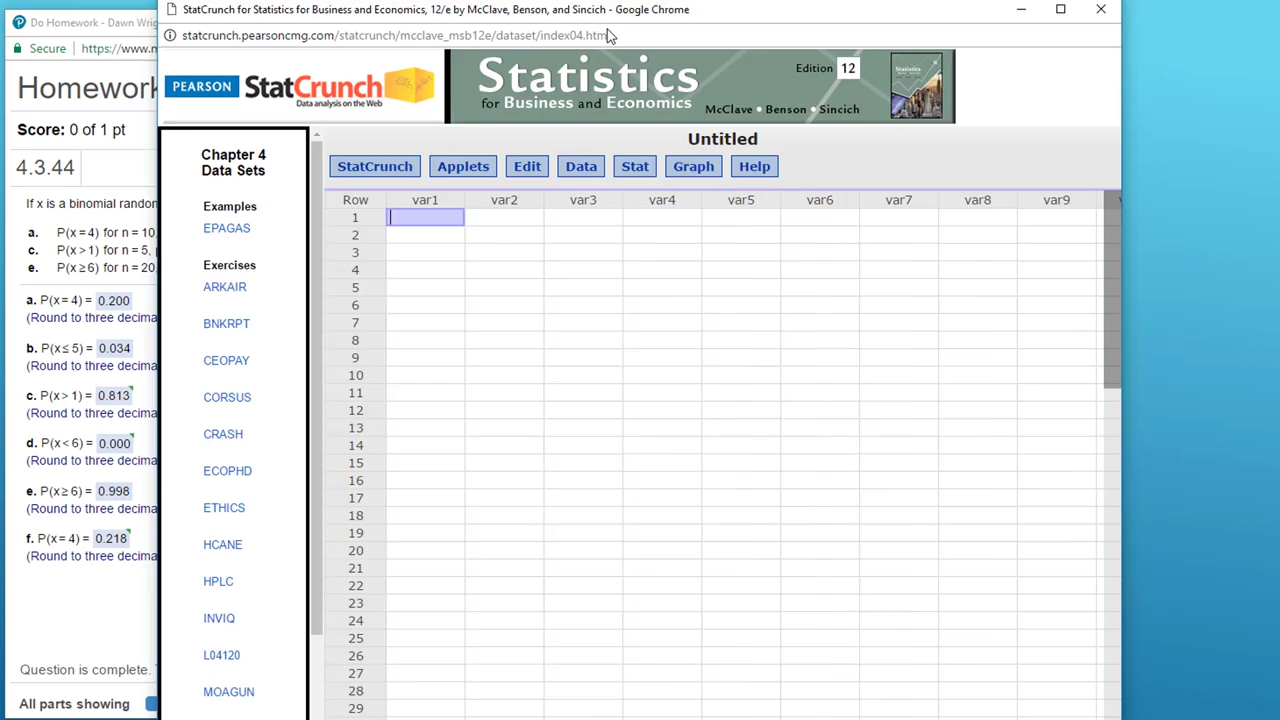 StatCrunch for Statistics for Business and Economics, 12/e by McClave, Benson, and Sincich - Google Chrome
Do Homework - Dawn Wrig
Secure
https://www.m
statcrunch.pearsoncmg.com/statcrunch/mcclave_msb12e/dataset/index04.htm
Homework
Score: 0 of 1 pt
4.3.44
If x is a binomial rando
a. P(x = 4) for n = 10,
c. P(x > 1) for n = 5,
e. P(x ≥ 6) for n = 20,
a. P(x = 4) = 0.200
(Round to three decima
b. P(x ≤ 5) = 0.034
(Round to three decima
c. P(x > 1) = 0.813
(Round to three decima
d. P(x < 6) = 0.000
(Round to three decima
e. P(x ≥ 6) = 0.998
(Round to three decima
f. P(x = 4) = 0.218
(Round to three decima
Question is complete.
All parts showing
PEARSON StatCrunch
Data analysis on the Web
Statistics
for Business and Economics
Edition 12
McClave • Benson • Sincich
Chapter 4
Data Sets
Examples
EPAGAS
Exercises
ARKAIR
BNKRPT
CEOPAY
CORSUS
CRASH
ECOPHD
ETHICS
HCANE
HPLC
INVIQ
L04120
MOAGUN
Untitled
StatCrunch Applets Edit Data Stat Graph Help
Row var1 var2 var3 var4 var5 var6 var7 var8 var9
1
2
3
4
5
6
7
8
9
10
11
12
13
14
15
16
17
18
19
20
21
22
23
24
25
26
27
28
29